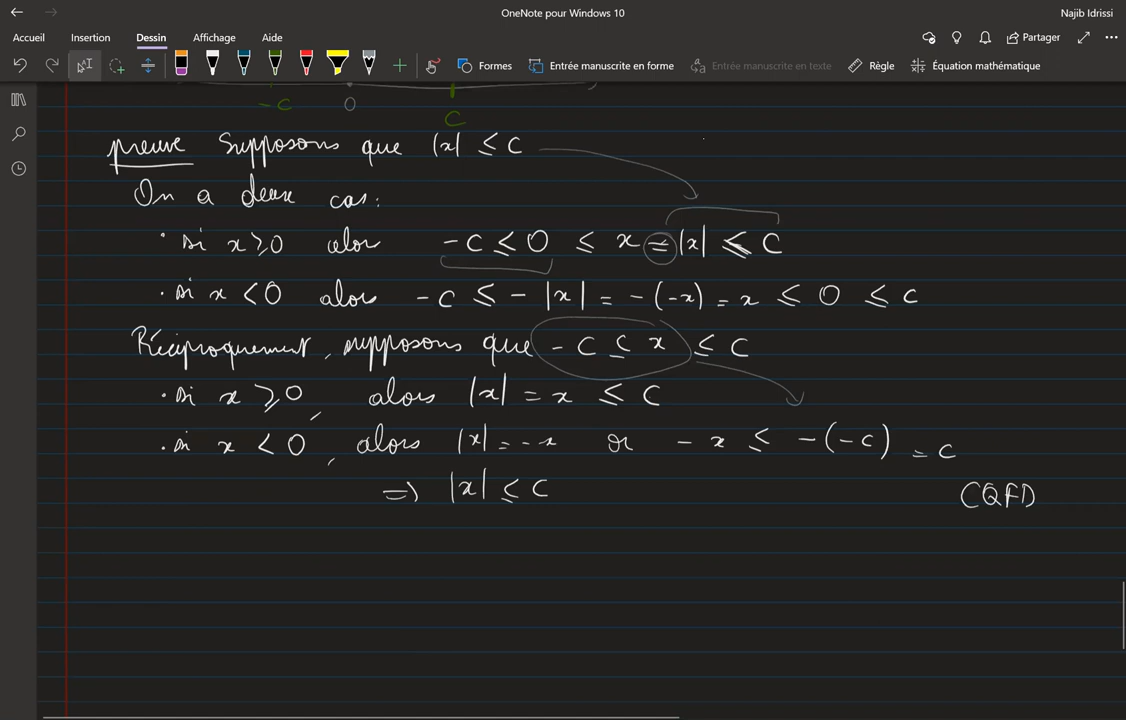 OneNote pour Windows 10
Najib Idrissi
Accueil Insertion Dessin Affichage Aide
Partager
Formes Entrée manuscrite en forme Entrée manuscrite en texte Règle Équation mathématique
-c 0 c
preuve Supposons que |x| ≤ c
On a deux cas:
· si x ≥ 0 alors -c ≤ 0 ≤ x = |x| ≤ c
· si x < 0 alors -c ≤ -|x| = -(-x) = x ≤ 0 ≤ c
Réciproquement, supposons que -c ≤ x ≤ c
· si x ≥ 0, alors |x| = x ≤ c
· si x < 0, alors |x| = -x or -x ≤ -(-c) = c
⇒ |x| ≤ c
CQFD